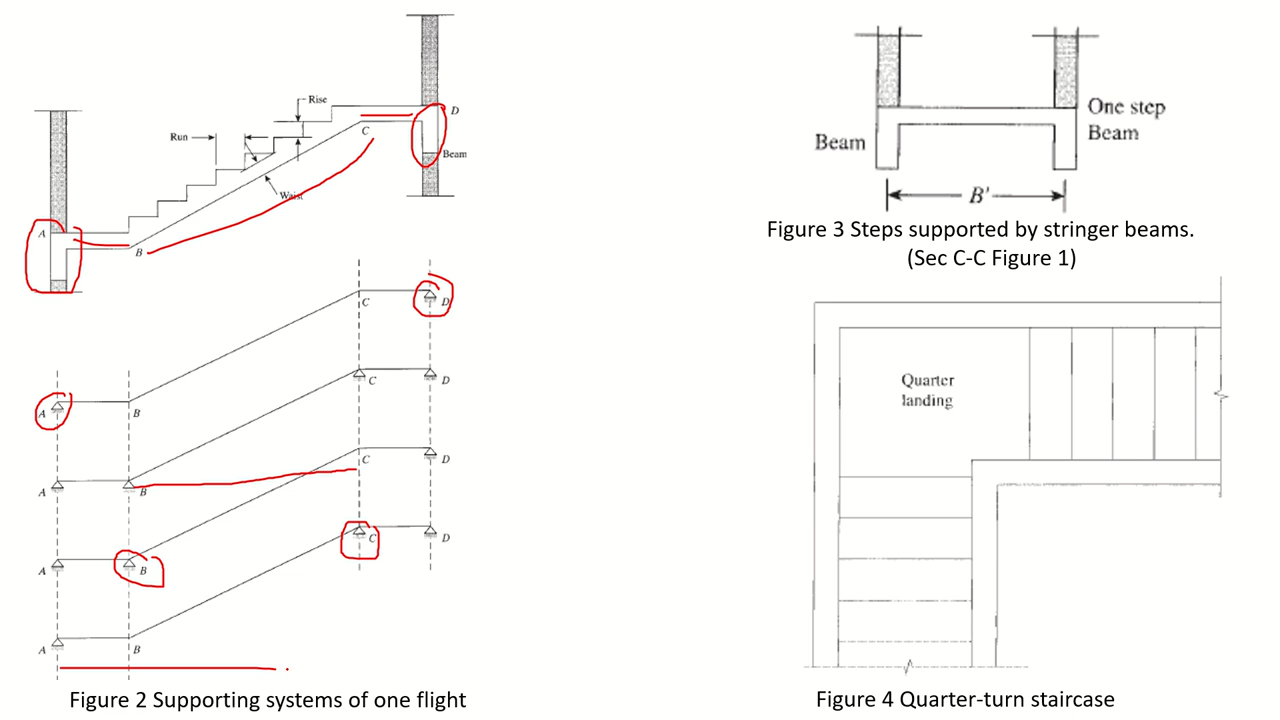 Rise
Run
D
C
Beam
Waist
A
B
C
D
A
B
C
D
A
B
C
D
A
B
C
D
A
B
Figure 2 Supporting systems of one flight
One step
Beam
Beam
B'
Figure 3 Steps supported by stringer beams.
(Sec C-C Figure 1)
Quarter
landing
Figure 4 Quarter-turn staircase